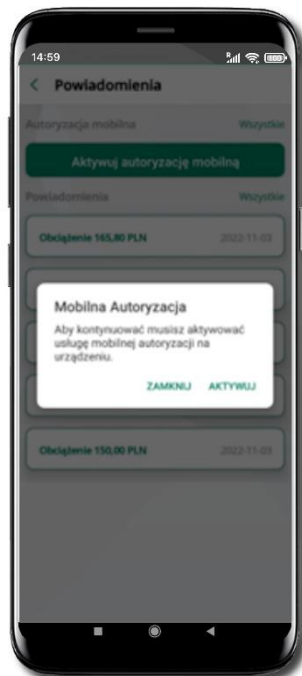 14:59
Powiadomienia
Autoryzacja mobilna Wszystkie
Aktywuj autoryzację mobilną
Powiadomienia Wszystkie
Obciążenie 165,80 PLN 2022-11-03
Mobilna Autoryzacja
Aby kontynuować musisz aktywować
usługę mobilnej autoryzacji na
urządzeniu.
ZAMKNIJ AKTYWUJ
Obciążenie 150,00 PLN 2022-11-03